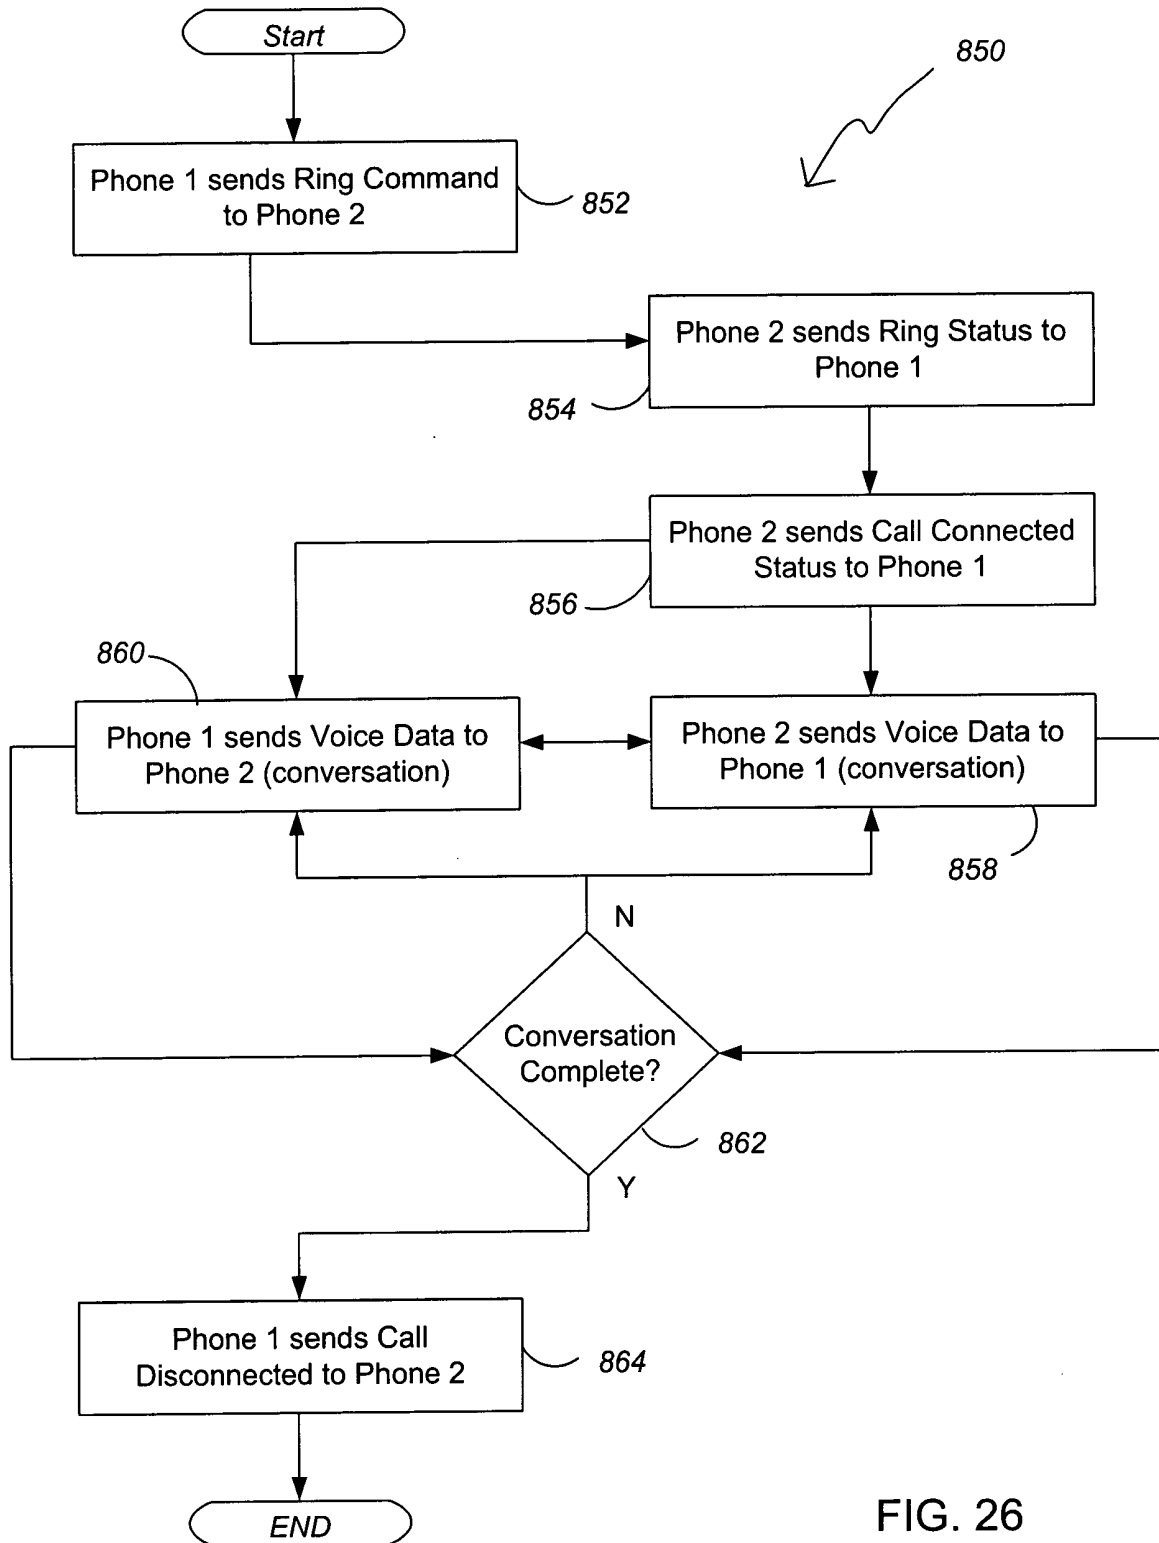 Start
850
Phone 1 sends Ring Command
to Phone 2
852
Phone 2 sends Ring Status to
Phone 1
854
Phone 2 sends Call Connected
Status to Phone 1
856
860
Phone 1 sends Voice Data to
Phone 2 (conversation)
Phone 2 sends Voice Data to
Phone 1 (conversation)
858
N
Conversation
Complete?
862
Y
Phone 1 sends Call
Disconnected to Phone 2
864
END
FIG. 26